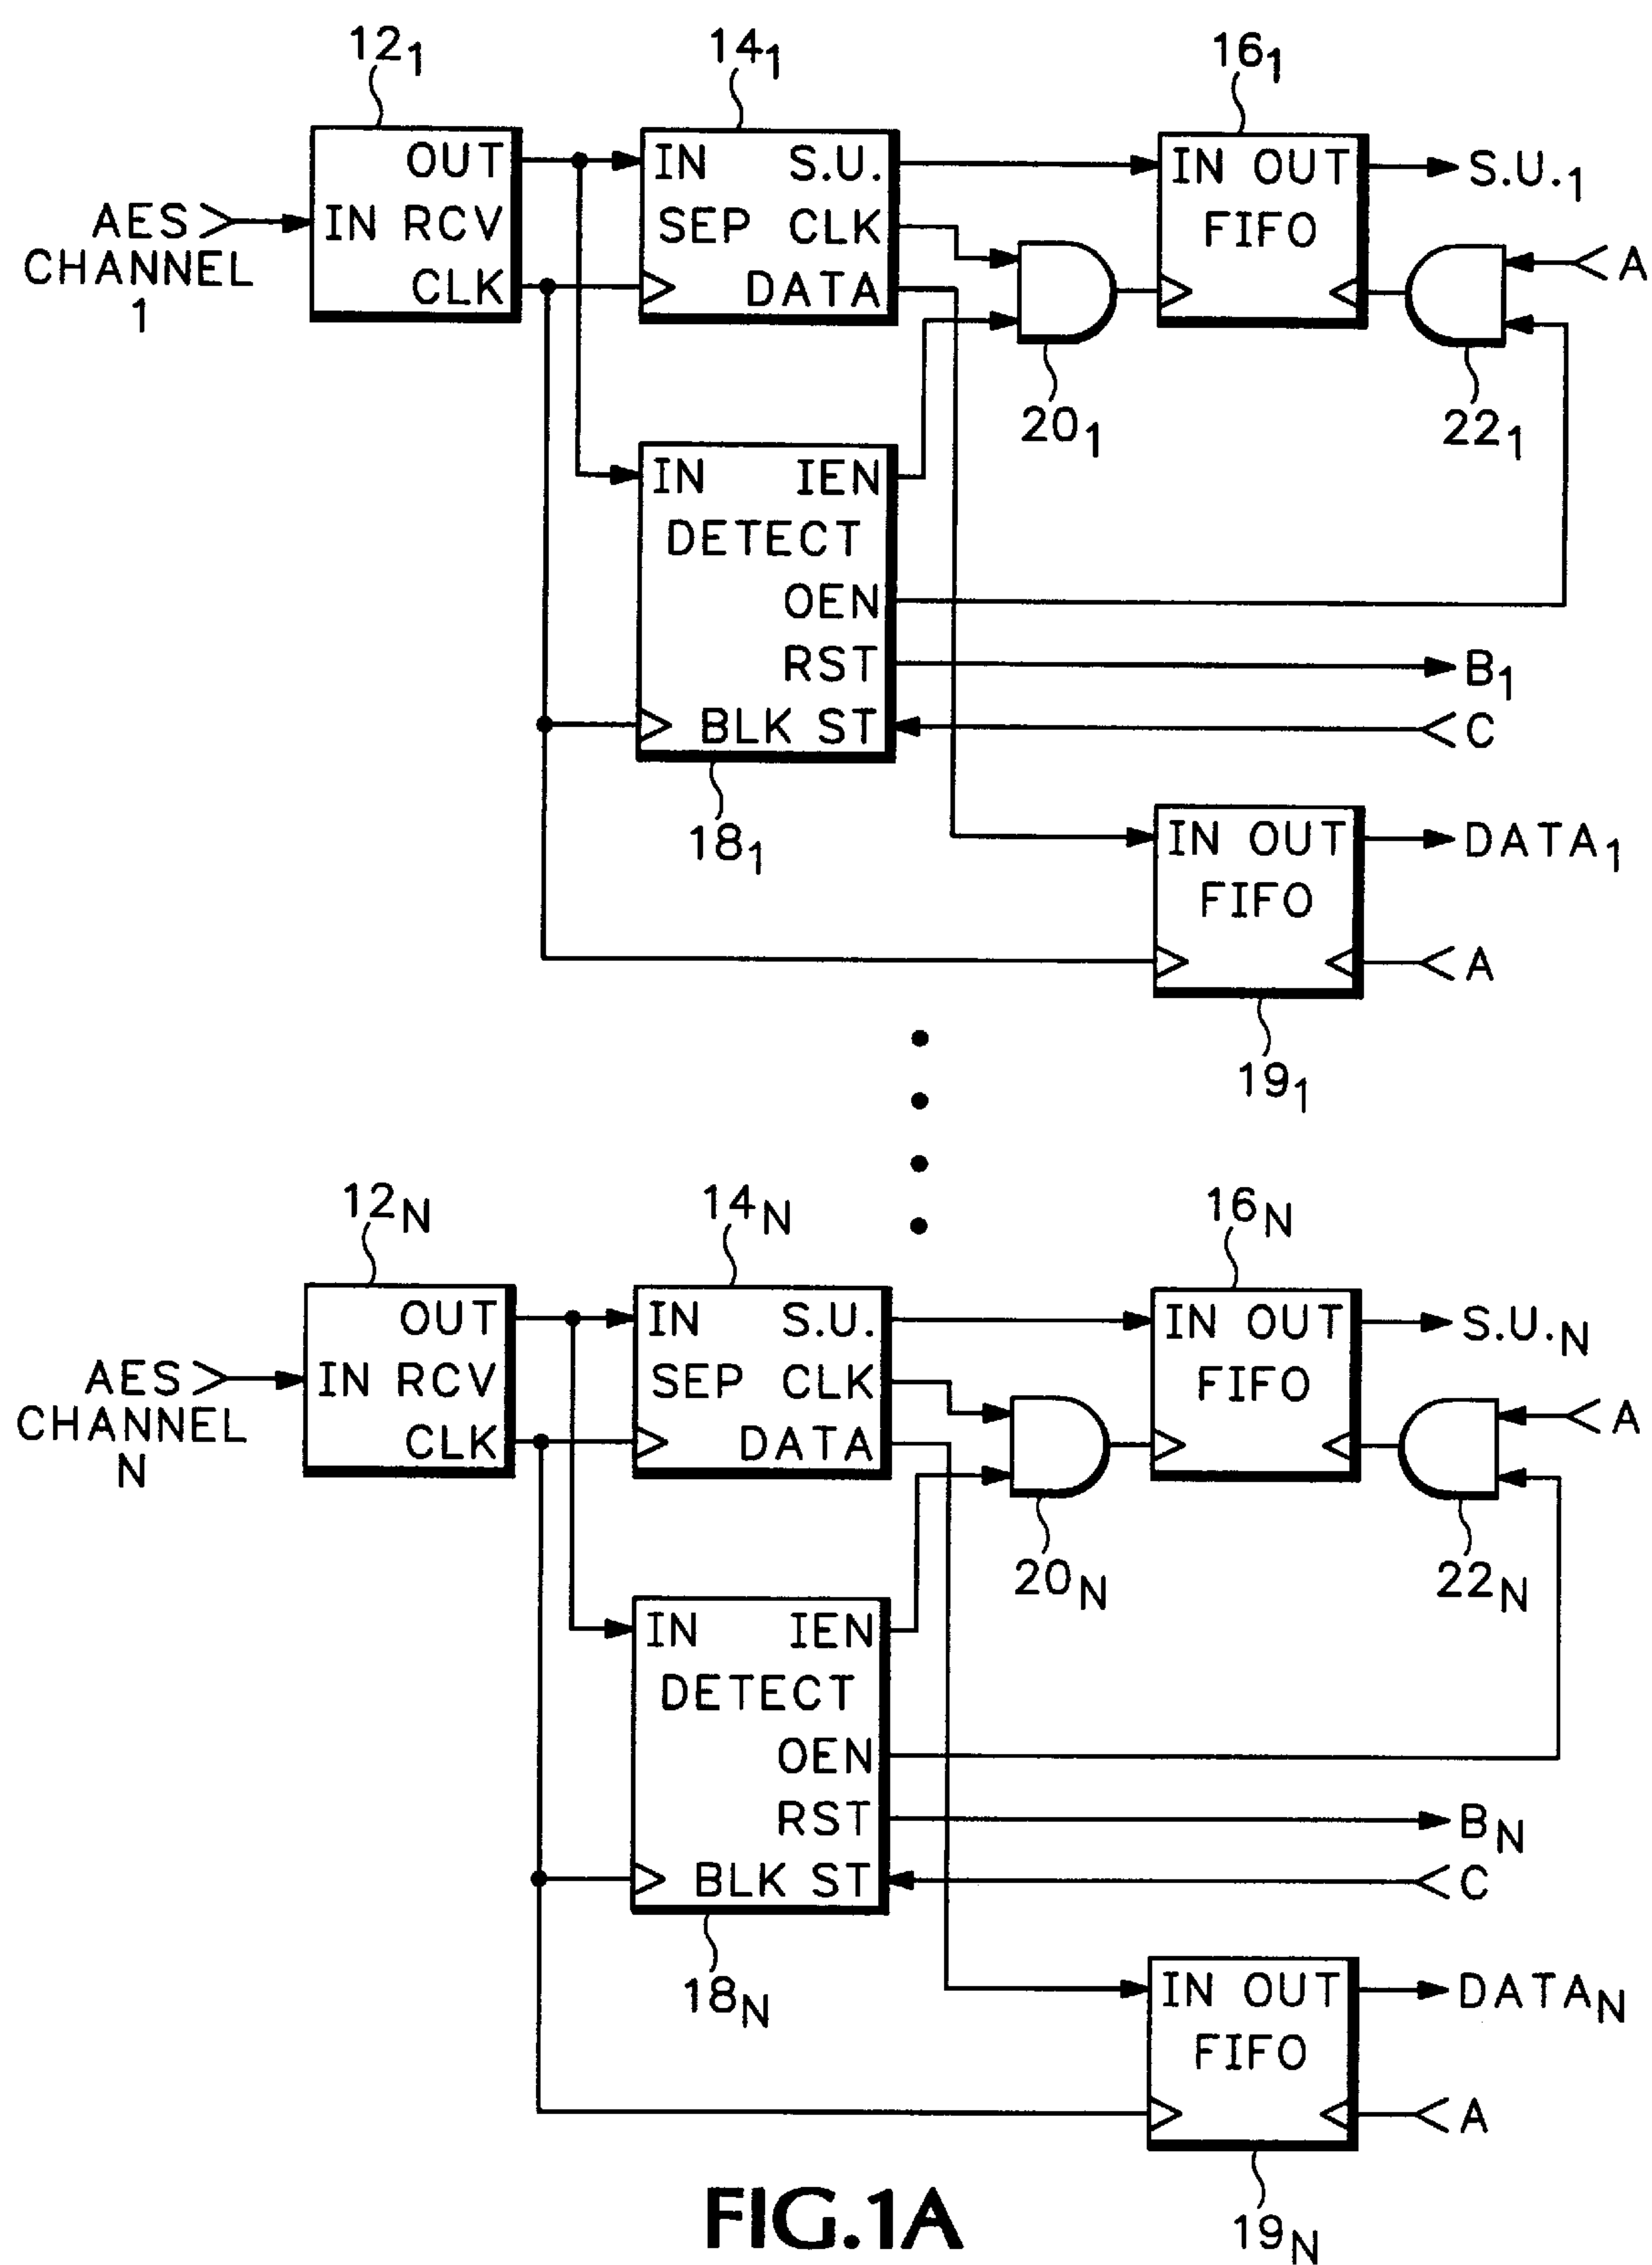 12₁ 14₁ 16₁
OUT IN S.U. IN OUT S.U.₁
AES IN RCV SEP CLK FIFO
CHANNEL CLK DATA A
1
20₁ 22₁
IN IEN
DETECT
OEN
RST B₁
BLK ST C
18₁ IN OUT DATA₁
FIFO
A
19₁
12N 14N 16N
OUT IN S.U. IN OUT S.U.N
AES IN RCV SEP CLK FIFO A
CHANNEL CLK DATA
N
20N 22N
IN IEN
DETECT
OEN
RST BN
BLK ST C
18N IN OUT DATAN
FIFO
A
FIG.1A 19N